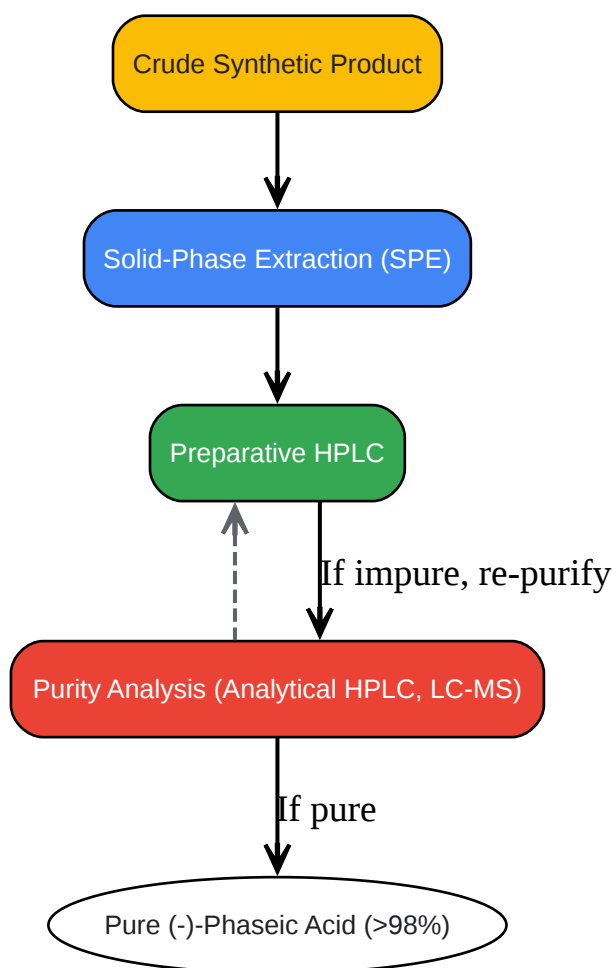 Crude Synthetic Product
Solid-Phase Extraction (SPE)
Preparative HPLC
If impure, re-purify
Purity Analysis (Analytical HPLC, LC-MS)
If pure
Pure (-)-Phaseic Acid (>98%)